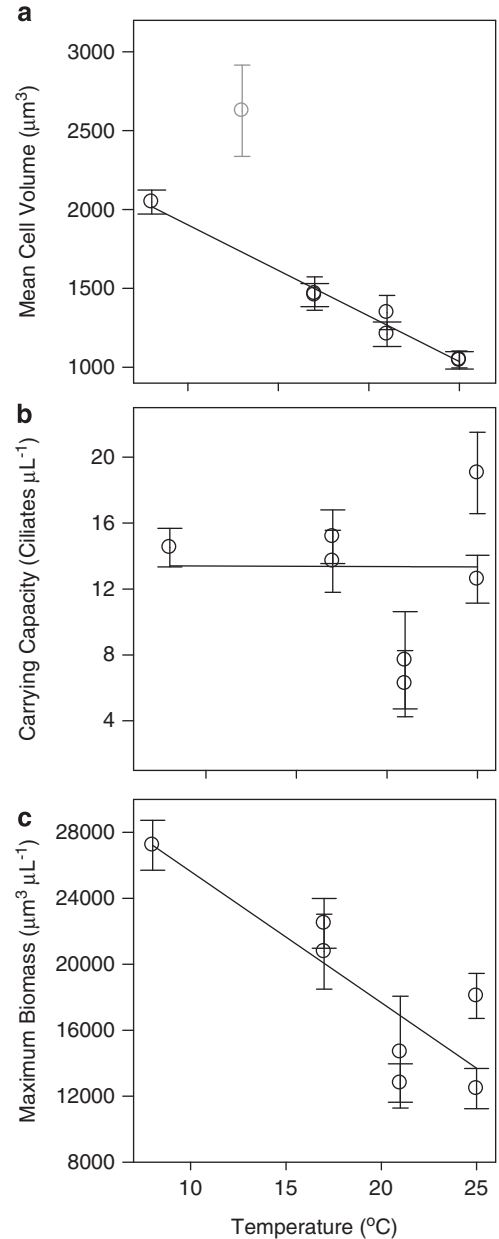 a
Mean Cell Volume (μm³)
3000
2500
2000
1500
1000
b
Carrying Capacity (Ciliates μL⁻¹)
20
16
12
8
4
c
Maximum Biomass (μm³ μL⁻¹)
28000
24000
20000
16000
12000
8000
10 15 20 25
Temperature (⁰C)